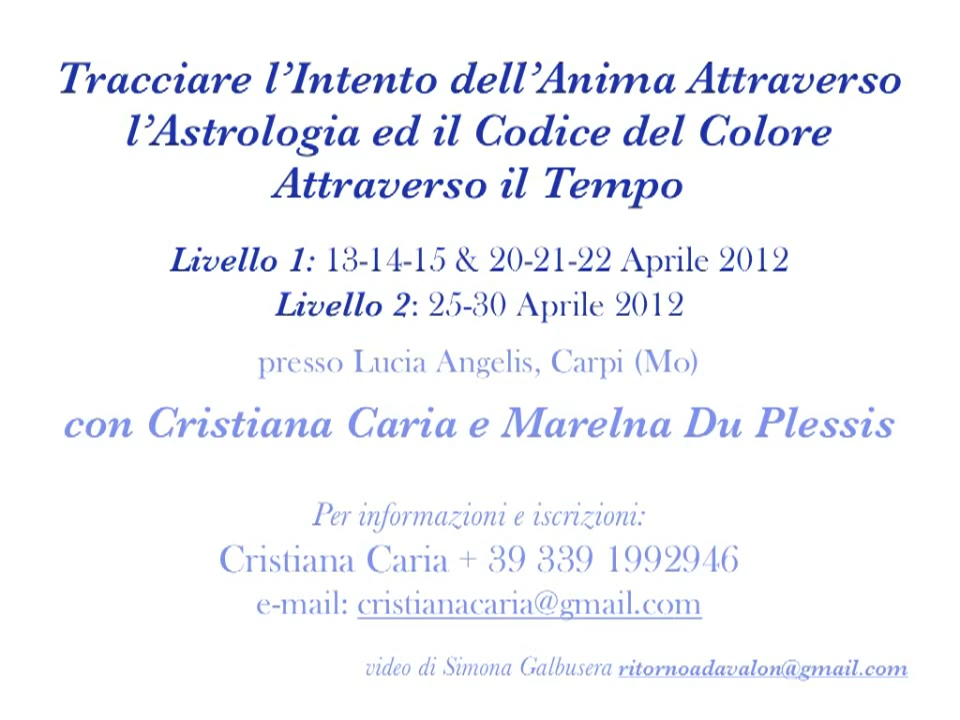 Tracciare l'Intento dell'Anima Attraverso
l'Astrologia ed il Codice del Colore
Attraverso il Tempo
Livello 1: 13-14-15 & 20-21-22 Aprile 2012
Livello 2: 25-30 Aprile 2012
presso Lucia Angelis, Carpi (Mo)
con Cristiana Caria e Marelna Du Plessis
Per informazioni e iscrizioni:
Cristiana Caria + 39 339 1992946
e-mail: cristianacaria@gmail.com
video di Simona Galbusera ritornoadavalon@gmail.com